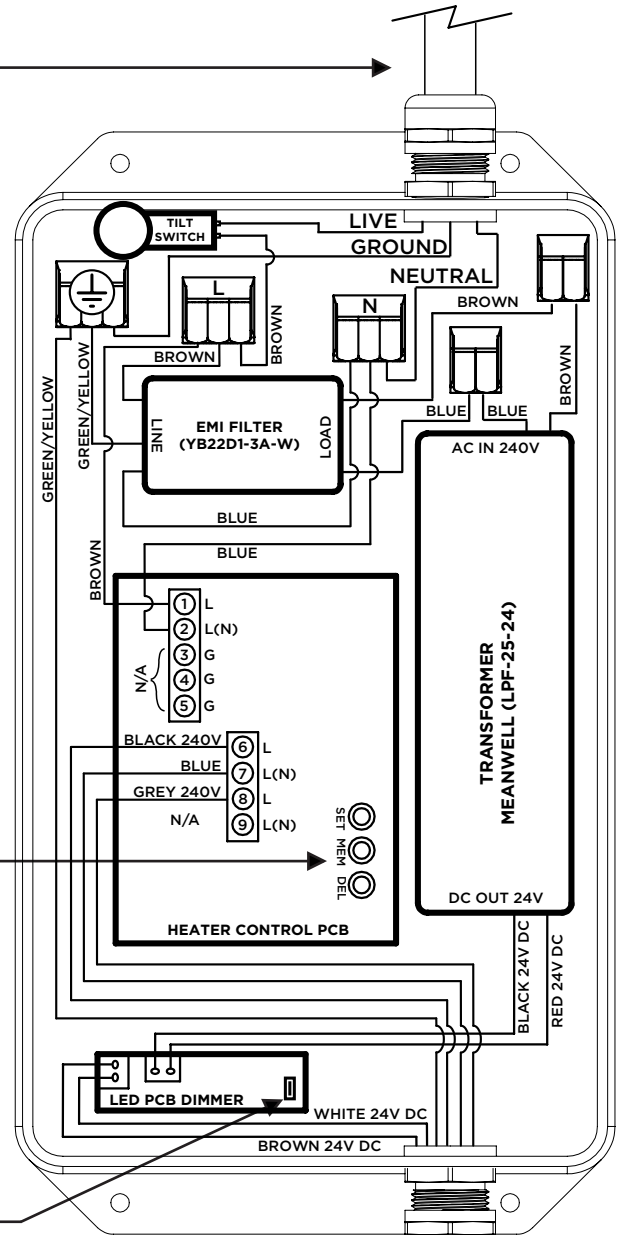 TILT
SWITCH
LIVE
GROUND
NEUTRAL
L
N
BROWN
BROWN
BROWN
BROWN
GREEN/YELLOW
GREEN/YELLOW
LINE
EMI FILTER
(YB22D1-3A-W)
LOAD
BLUE
BLUE
AC IN 240V
BLUE
BLUE
BROWN
1 L
2 L(N)
3 G
4 G
5 G
N/A
BLACK 240V 6 L
BLUE 7 L(N)
GREY 240V 8 L
N/A 9 L(N)
SET
MEM
DEL
HEATER CONTROL PCB
TRANSFORMER
MEANWELL (LPF-25-24)
DC OUT 24V
BLACK 24V DC
RED 24V DC
LED PCB DIMMER
WHITE 24V DC
BROWN 24V DC